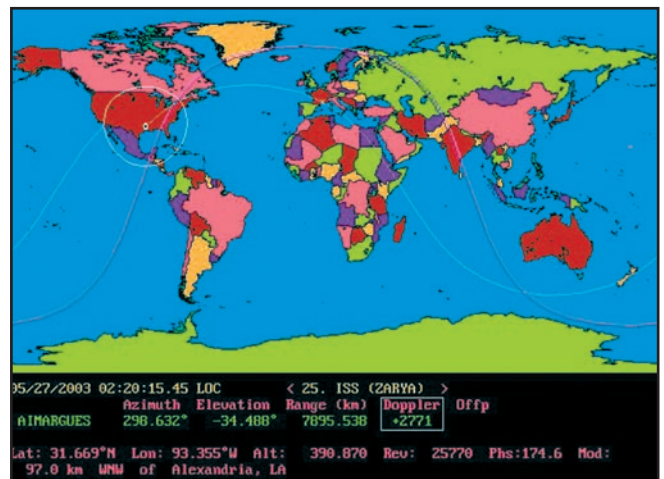 05/27/2003 02:20:15.45 LOC < 25. ISS (ZARYA) >
Azimuth Elevation Range (km) Doppler Offp
AIMARGUES 298.632° -34.488° 7895.538 +2771
Lat: 31.669°N Lon: 93.355°W Alt: 390.870 Rev: 25770 Phs:174.6 Mod:
97.0 km WNW of Alexandria, LA